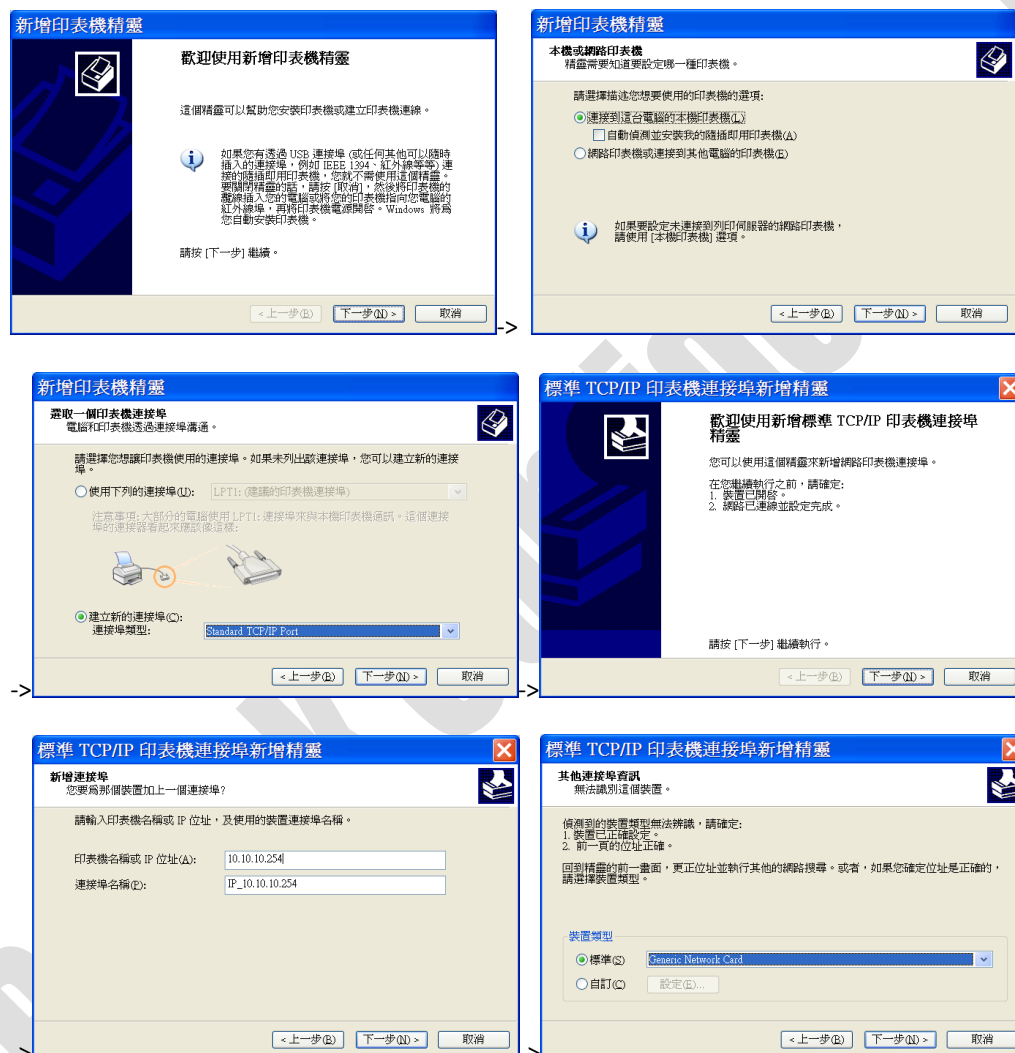 新增印表機精靈
歡迎使用新增印表機精靈
這個精靈可以幫助您安裝印表機或建立印表機連線。
如果您有透過 USB 連接埠 (或任何其他可以隨時
插入的連接埠，例如 IEEE 1394、紅外線等等) 連
接的隨插即用印表機，您就不需使用這個精靈。
要關閉精靈的話，請按 [取消]，然後將印表機的
纜線插入您的電腦或將您的印表機指向您電腦的
紅外線埠，再將印表機電源開啓。Windows 將爲
您自動安裝印表機。
請按 [下一步] 繼續。
<上一步(B) 下一步(N) > 取消
->
新增印表機精靈
本機或網路印表機
精靈需要知道要設定哪一種印表機。
請選擇描述您想要使用的印表機的選項:
連接到這台電腦的本機印表機(L)
自動偵測並安裝我的隨插即用印表機(A)
網路印表機或連接到其他電腦的印表機(E)
如果要設定未連接到列印伺服器的網路印表機，
請使用 [本機印表機] 選項。
<上一步(B) 下一步(N) > 取消
->
新增印表機精靈
選取一個印表機連接埠
電腦和印表機透過連接埠溝通。
請選擇您想讓印表機使用的連接埠。如果未列出該連接埠，您可以建立新的連接
埠。
使用下列的連接埠(U): LPT1: (建議的印表機連接埠)
注意事項: 大部分的電腦使用 LPT1: 連接埠來與本機印表機通訊。這個連接
埠的連接器看起來應該像這樣:
建立新的連接埠(C):
連接埠類型: Standard TCP/IP Port
<上一步(B) 下一步(N) > 取消
->
標準 TCP/IP 印表機連接埠新增精靈
歡迎使用新增標準 TCP/IP 印表機連接埠
精靈
您可以使用這個精靈來新增網路印表機連接埠。
在您繼續執行之前，請確定:
1. 裝置已開啓。
2. 網路已連線並設定完成。
請按 [下一步] 繼續執行。
<上一步(B) 下一步(N) > 取消
標準 TCP/IP 印表機連接埠新增精靈
新增連接埠
您要爲那個裝置加上一個連接埠?
請輸入印表機名稱或 IP 位址，及使用的裝置連接埠名稱。
印表機名稱或 IP 位址(A): 10.10.10.254
連接埠名稱(P): IP_10.10.10.254
<上一步(B) 下一步(N) > 取消
標準 TCP/IP 印表機連接埠新增精靈
其他連接埠資訊
無法識別這個裝置。
偵測到的裝置類型無法辨識，請確定:
1. 裝置已正確設定。
2. 前一頁的位址正確。
回到精靈的前一畫面，更正位址並執行其他的網路搜尋。或者，如果您確定位址是正確的，
請選擇裝置類型。
裝置類型
標準(S) Generic Network Card
自訂(C) 設定(E)...
<上一步(B) 下一步(N) > 取消